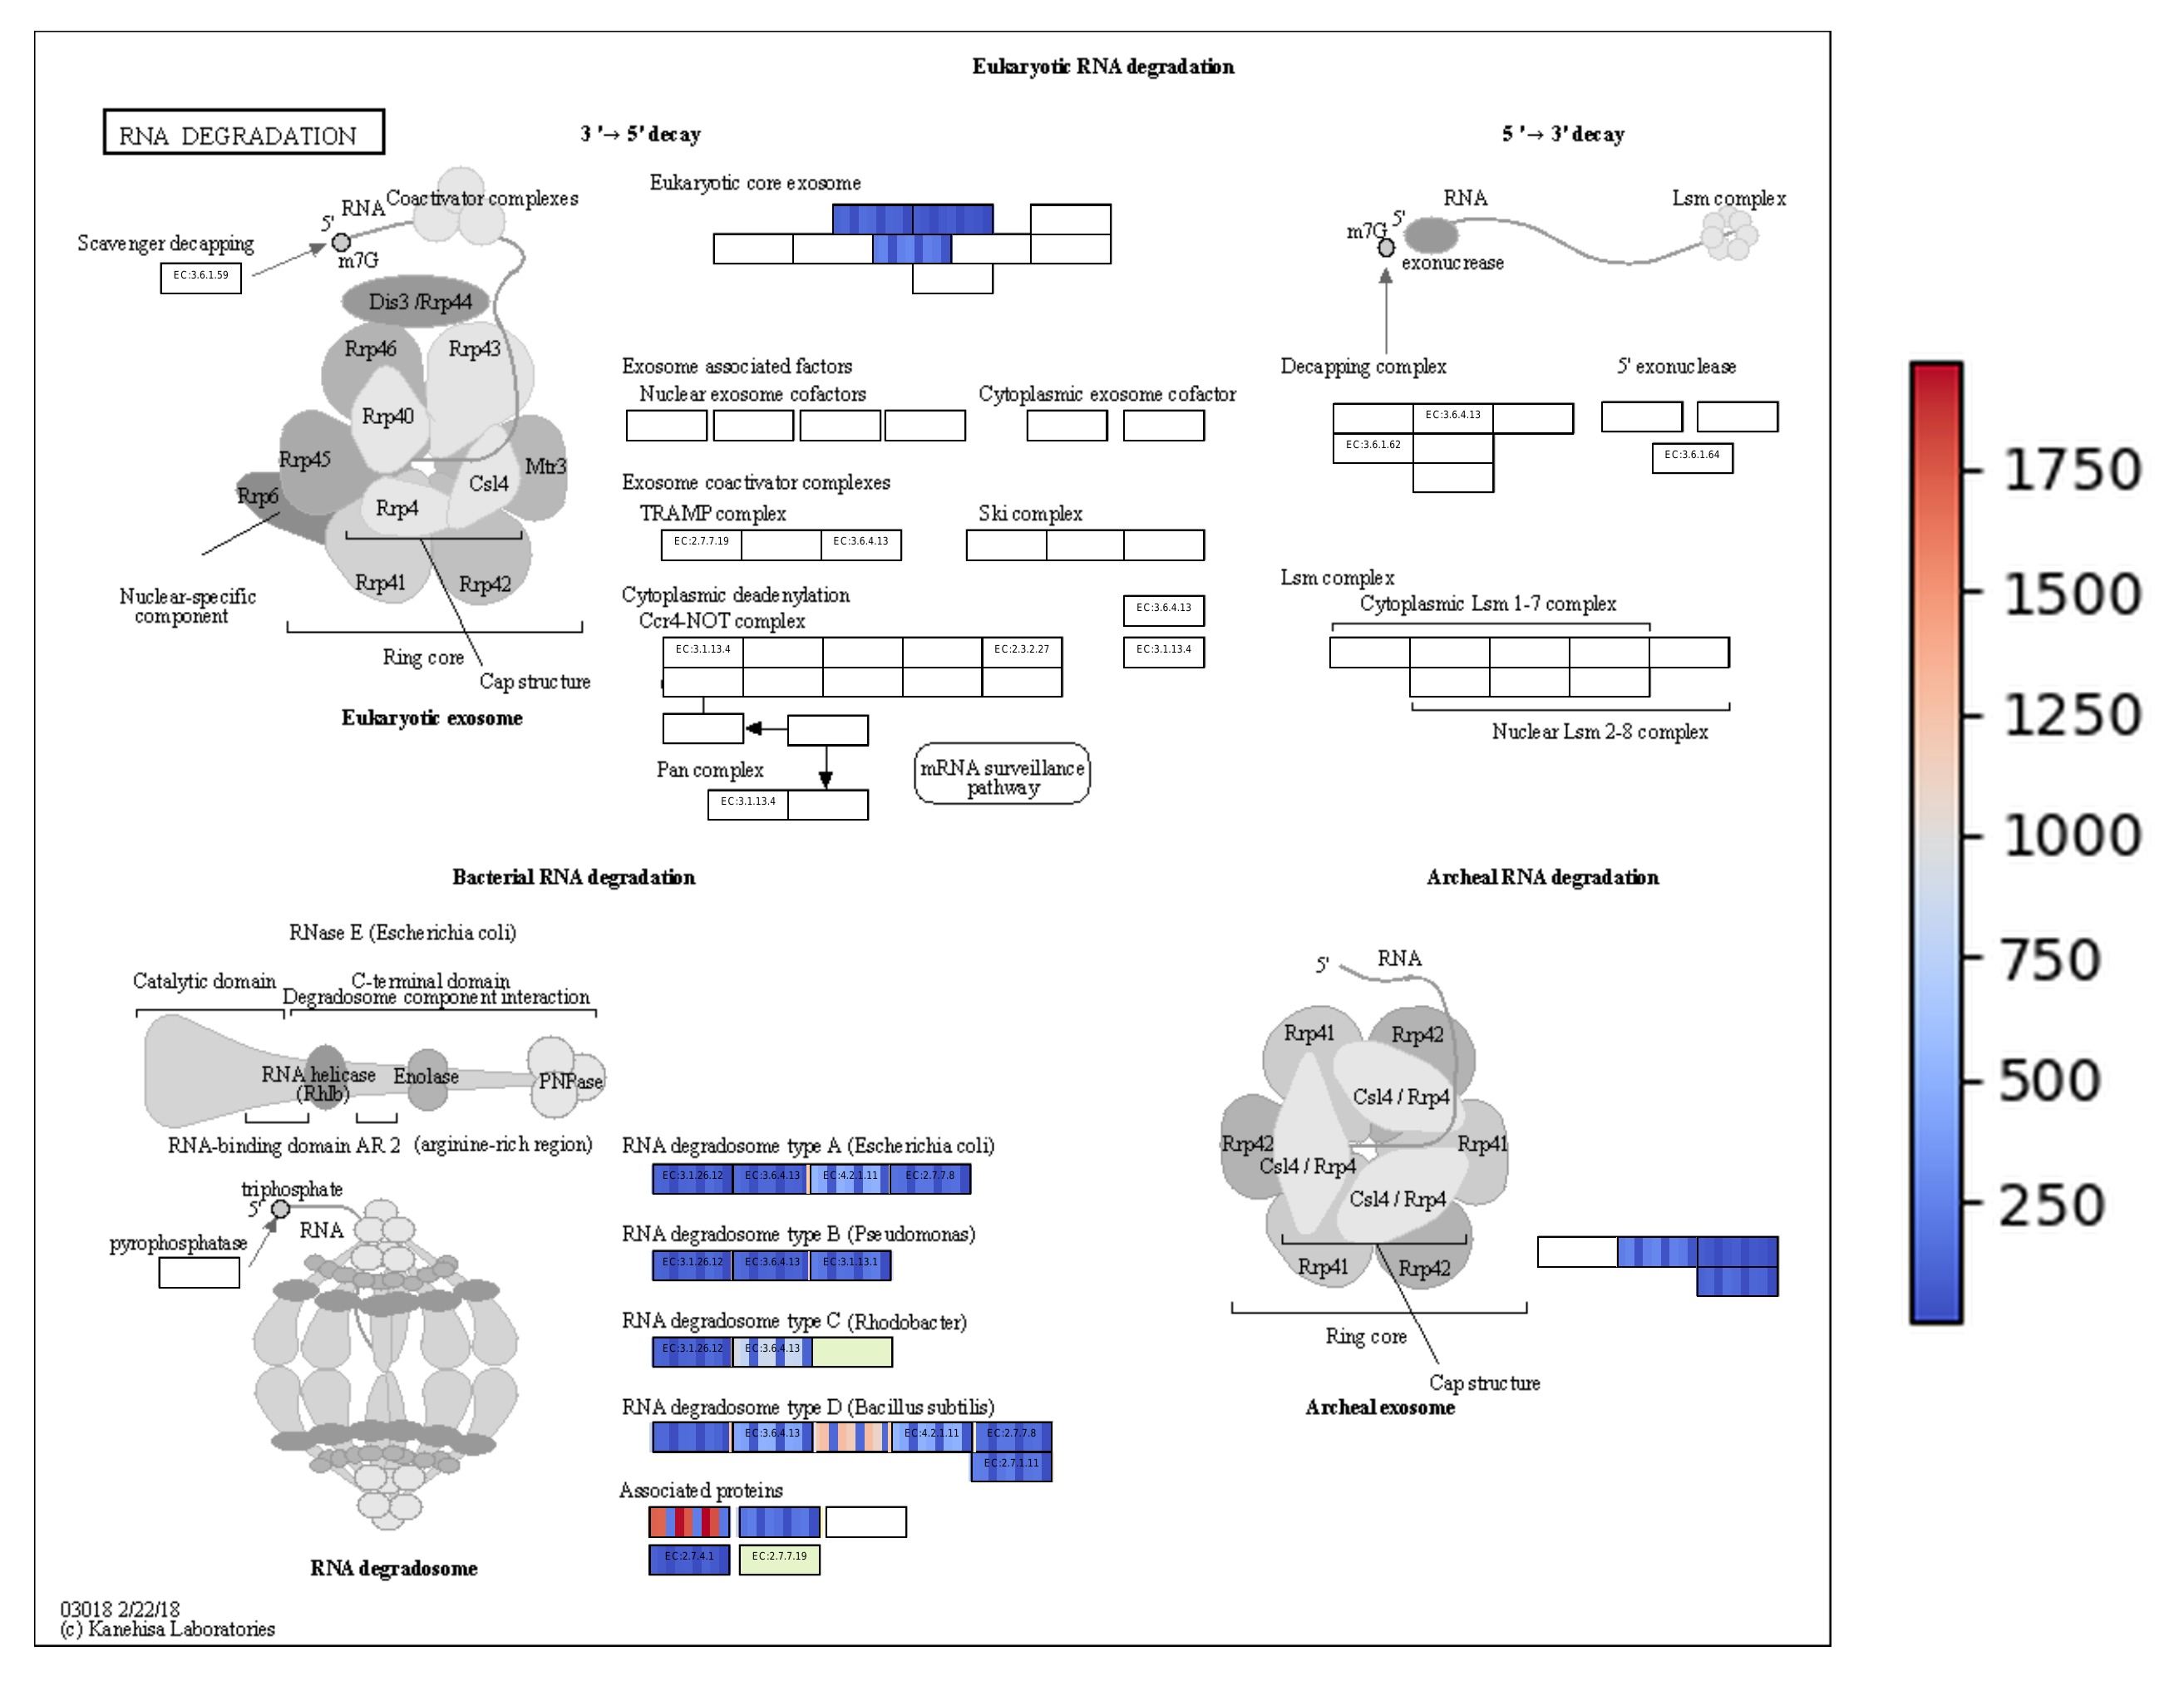 Eukaryotic RNA degradation
RNA DEGRADATION
3 '→ 5' decay
5 '→ 3' decay
Eukaryotic core exosome
Coactivator complexes
RNA
5'
m7G
Scavenger decapping
EC:3.6.1.59
Dis3 /Rrp44
Rrp46
Rrp43
Rrp40
Rrp45
Mtr3
Csl4
Rrp6
Rrp4
Rrp41
Rrp42
Nuclear-specific
component
Ring core
Cap structure
Eukaryotic exosome
Exosome associated factors
Nuclear exosome cofactors
Cytoplasmic exosome cofactor
Exosome coactivator complexes
TRAMP complex
Ski complex
EC:2.7.7.19
EC:3.6.4.13
Cytoplasmic deadenylation
Ccr4-NOT complex
EC:3.6.4.13
EC:3.1.13.4
EC:2.3.2.27
EC:3.1.13.4
Pan complex
EC:3.1.13.4
mRNA surveillance
pathway
RNA
Lsm complex
5'
m7G
exonucrease
Decapping complex
5' exonuclease
EC:3.6.4.13
EC:3.6.1.62
EC:3.6.1.64
Lsm complex
Cytoplasmic Lsm 1-7 complex
Nuclear Lsm 2-8 complex
Bacterial RNA degradation
RNase E (Escherichia coli)
Catalytic domain
C-terminal domain
Degradosome component interaction
RNA helicase
(Rhlb)
Enolase
PNPase
RNA-binding domain
AR 2
(arginine-rich region)
triphosphate
5'
RNA
pyrophosphatase
RNA degradosome
RNA degradosome type A (Escherichia coli)
EC:3.1.26.12
EC:3.6.4.13
EC:4.2.1.11
EC:2.7.7.8
RNA degradosome type B (Pseudomonas)
EC:3.1.26.12
EC:3.6.4.13
EC:3.1.13.1
RNA degradosome type C (Rhodobacter)
EC:3.1.26.12
EC:3.6.4.13
RNA degradosome type D (Bacillus subtilis)
EC:3.6.4.13
EC:4.2.1.11
EC:2.7.7.8
EC:2.7.1.11
Associated proteins
EC:2.7.4.1
EC:2.7.7.19
Archeal RNA degradation
5'
RNA
Rrp41
Rrp42
Csl4 / Rrp4
Rrp42
Rrp41
Csl4 / Rrp4
Csl4 / Rrp4
Rrp41
Rrp42
Ring core
Cap structure
Archeal exosome
03018 2/22/18
(c) Kanehisa Laboratories
1750
1500
1250
1000
750
500
250